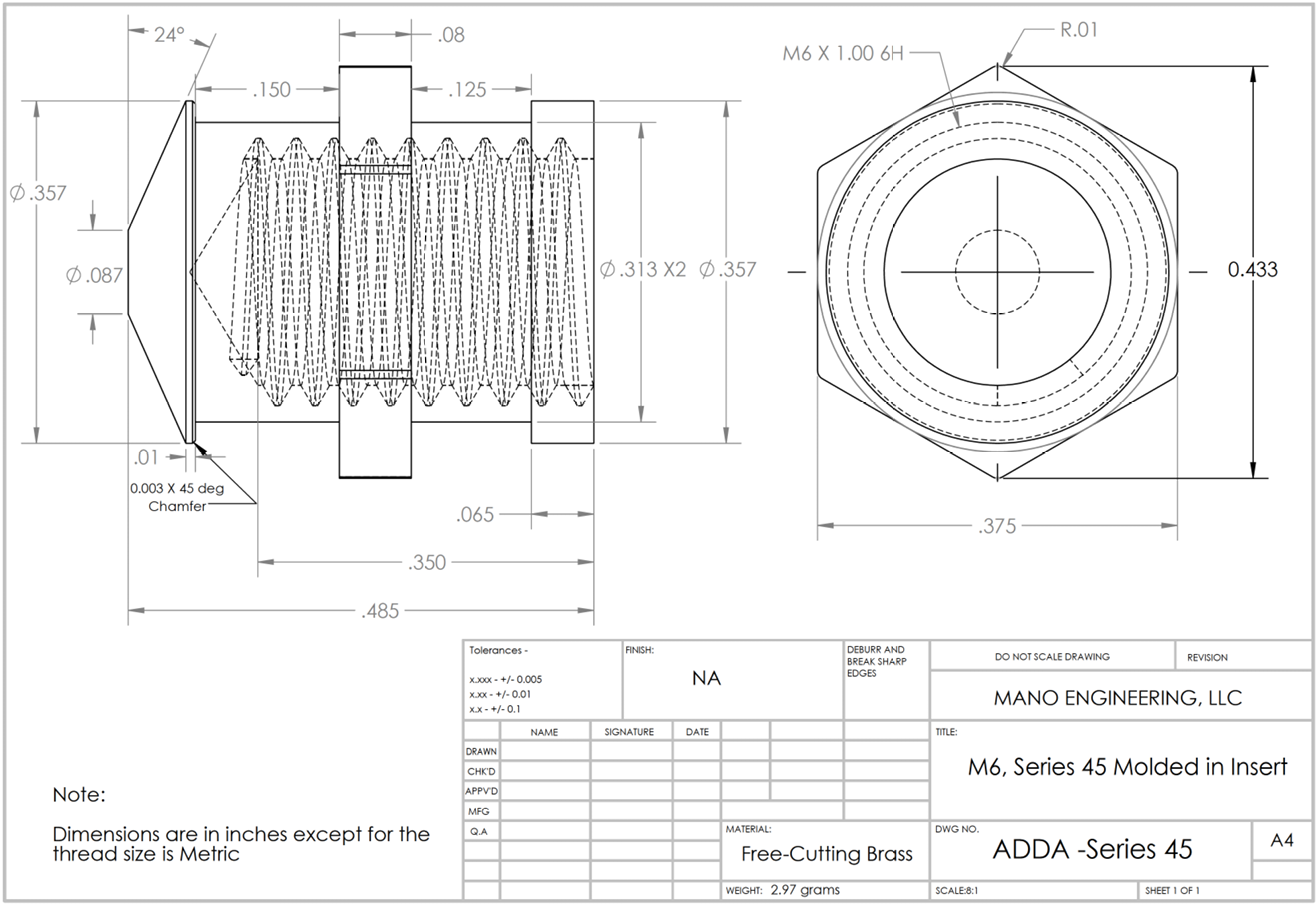 24°
.08
R.01
M6 X 1.00 6H
.150
.125
∅.357
∅.087
∅.313 X2
∅.357
0.433
.01
0.003 X 45 deg
Chamfer
.065
.375
.350
.485
Tolerances -
x.xxx - +/- 0.005
x.xx - +/- 0.01
x.x - +/- 0.1
FINISH:
NA
DEBURR AND
BREAK SHARP
EDGES
DO NOT SCALE DRAWING
REVISION
MANO ENGINEERING, LLC
NAME
SIGNATURE
DATE
DRAWN
CHK'D
APPV'D
MFG
Q.A
TITLE:
M6, Series 45 Molded in Insert
MATERIAL:
Free-Cutting Brass
DWG NO.
ADDA -Series 45
A4
WEIGHT: 2.97 grams
SCALE:8:1
SHEET 1 OF 1
Note:
Dimensions are in inches except for the
thread size is Metric